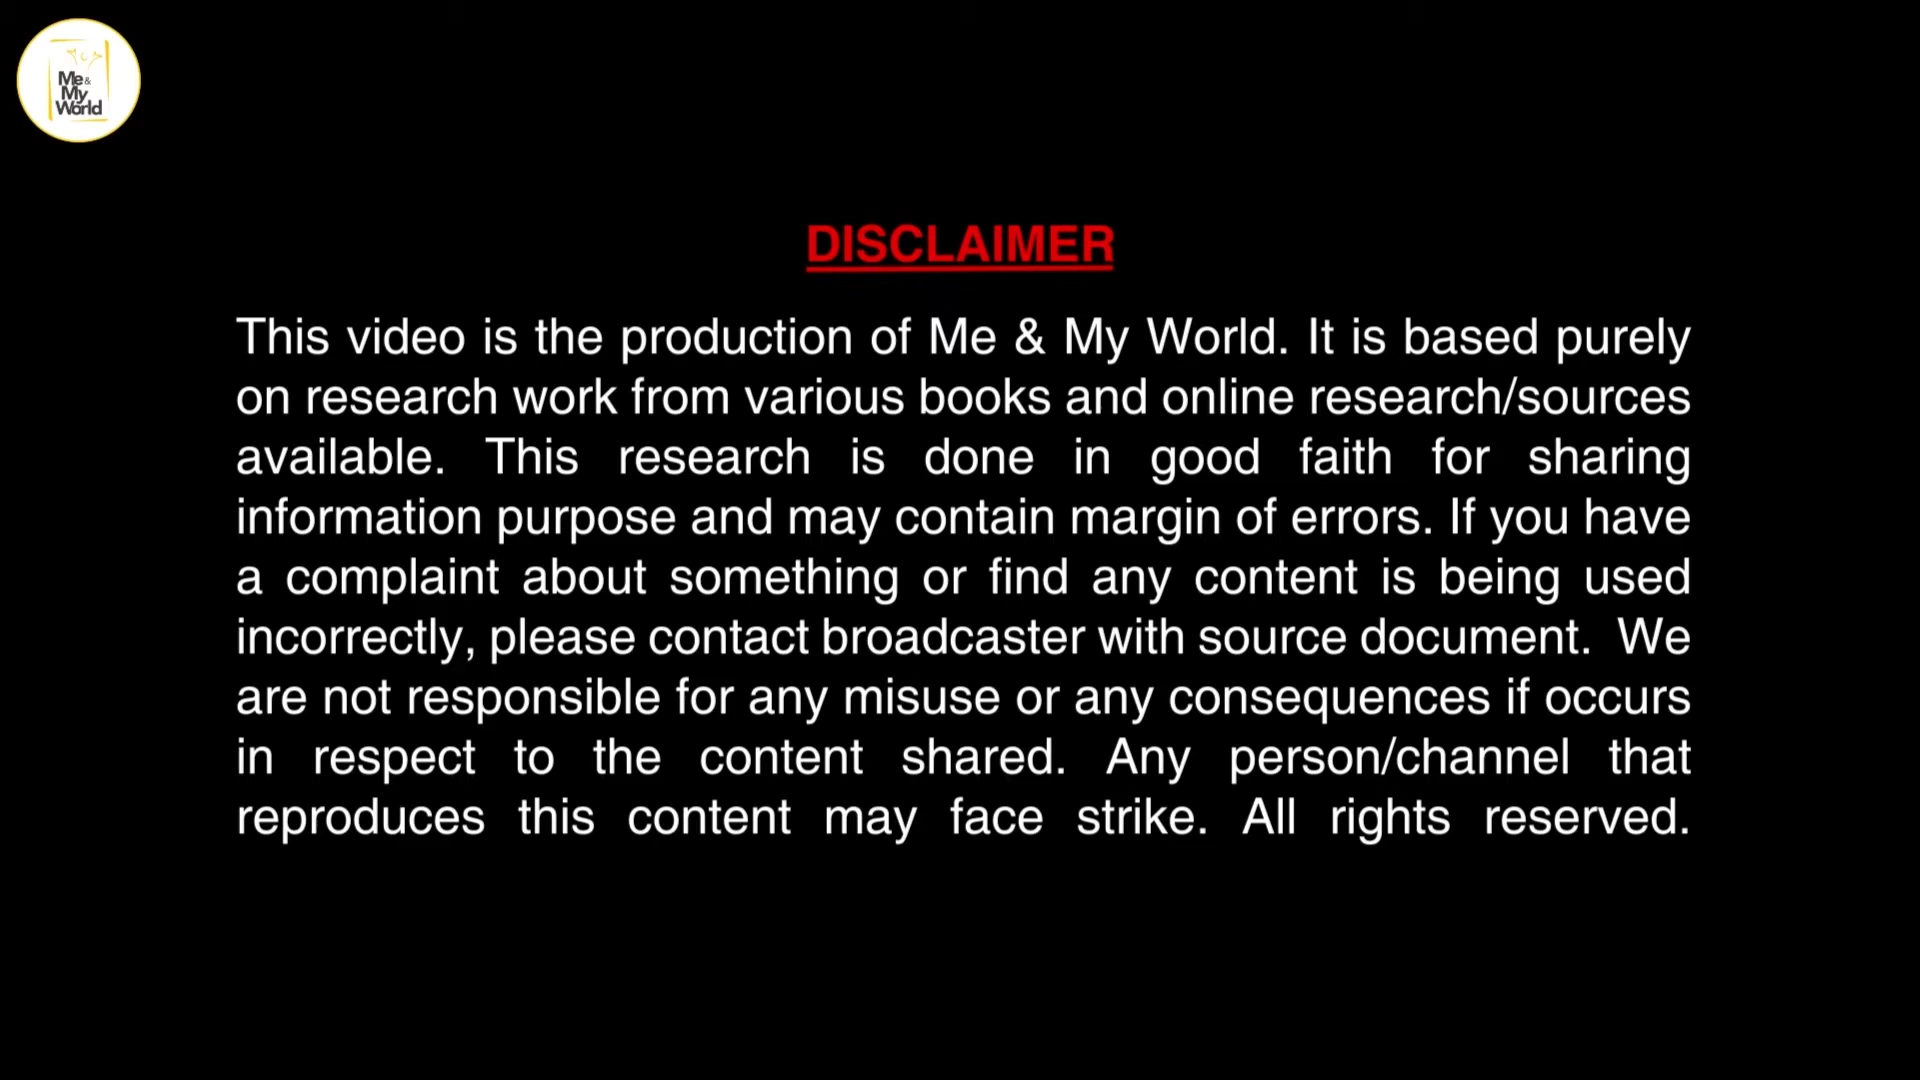 Me &
My
World
DISCLAIMER
This video is the production of Me & My World. It is based purely
on research work from various books and online research/sources
available. This research is done in good faith for sharing
information purpose and may contain margin of errors. If you have
a complaint about something or find any content is being used
incorrectly, please contact broadcaster with source document. We
are not responsible for any misuse or any consequences if occurs
in respect to the content shared. Any person/channel that
reproduces this content may face strike. All rights reserved.